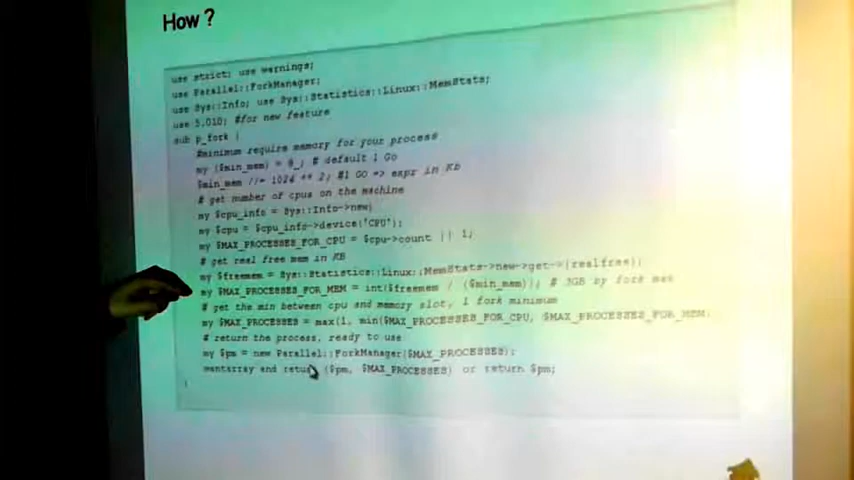 How ?
use strict; use warnings;
use Parallel::ForkManager;
use Sys::Info; use Sys::Statistics::Linux::MemStats;
use 5.010; #for new feature
sub p_fork {
#minimum require memory for your process
my ($min_mem) = @_; # default 1 Go
$min_mem //= 1024 ** 2; #1 GO => expr in Kb
# get number of cpus on the machine
my $cpu_info = Sys::Info->new;
my $cpu = $cpu_info->device('CPU');
my $MAX_PROCESSES_FOR_CPU = $cpu->count || 1;
# get real free mem in KB
my $freemem = Sys::Statistics::Linux::MemStats->new->get->{realfree};
my $MAX_PROCESSES_FOR_MEM = int($freemem / ($min_mem)); # 3GB by fork max
# get the min between cpu and memory slot, 1 fork minimum
my $MAX_PROCESSES = max(1, min($MAX_PROCESSES_FOR_CPU, $MAX_PROCESSES_FOR_MEM
# return the process, ready to use
my $pm = new Parallel::ForkManager($MAX_PROCESSES);
wantarray and return ($pm, $MAX_PROCESSES) or return $pm;
}